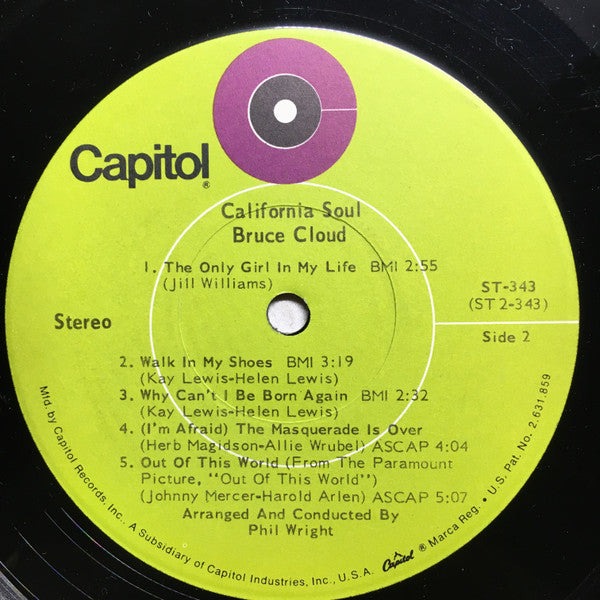 Capitol®
California Soul
Bruce Cloud
1. The Only Girl In My Life BMI 2:55
(Jill Williams)
ST-343
(ST2-343)
Stereo
Side 2
2. Walk In My Shoes BMI 3:19
(Kay Lewis-Helen Lewis)
3. Why Can't I Be Born Again BMI 2:32
(Kay Lewis-Helen Lewis)
4. (I'm Afraid) The Masquerade Is Over
(Herb Magidson-Allie Wrubel) ASCAP 4:04
5. Out Of This World (From The Paramount
Picture, "Out Of This World")
(Johnny Mercer-Harold Arlen) ASCAP 5:07
Arranged And Conducted By
Phil Wright
Mfd. by Capitol Records, Inc., A Subsidiary of Capitol Industries, Inc., U.S.A. Capitol ® Marca Reg. • U.S. Pat. No. 2,631,859